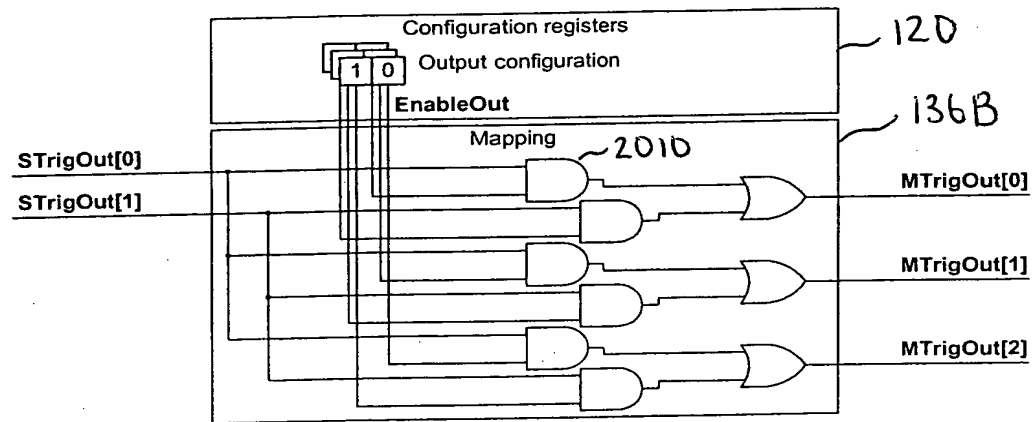 Configuration registers
120
1 0 Output configuration
EnableOut
136B
Mapping
2010
STrigOut[0]
MTrigOut[0]
STrigOut[1]
MTrigOut[1]
MTrigOut[2]